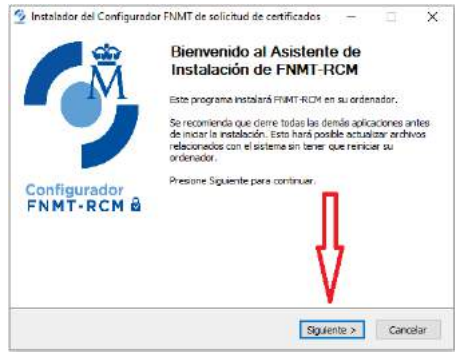 Instalador del Configurador FNMT de solicitud de certificados
Bienvenido al Asistente de
Instalación de FNMT-RCM
Este programa instalará FNMT-RCM en su ordenador.
Se recomienda que cierre todas las demás aplicaciones antes
de iniciar la instalación. Esto hará posible actualizar archivos
relacionados con el sistema sin tener que reiniciar su
ordenador.
Presione Siguiente para continuar.
M
Configurador
FNMT-RCM
Siguiente >
Cancelar